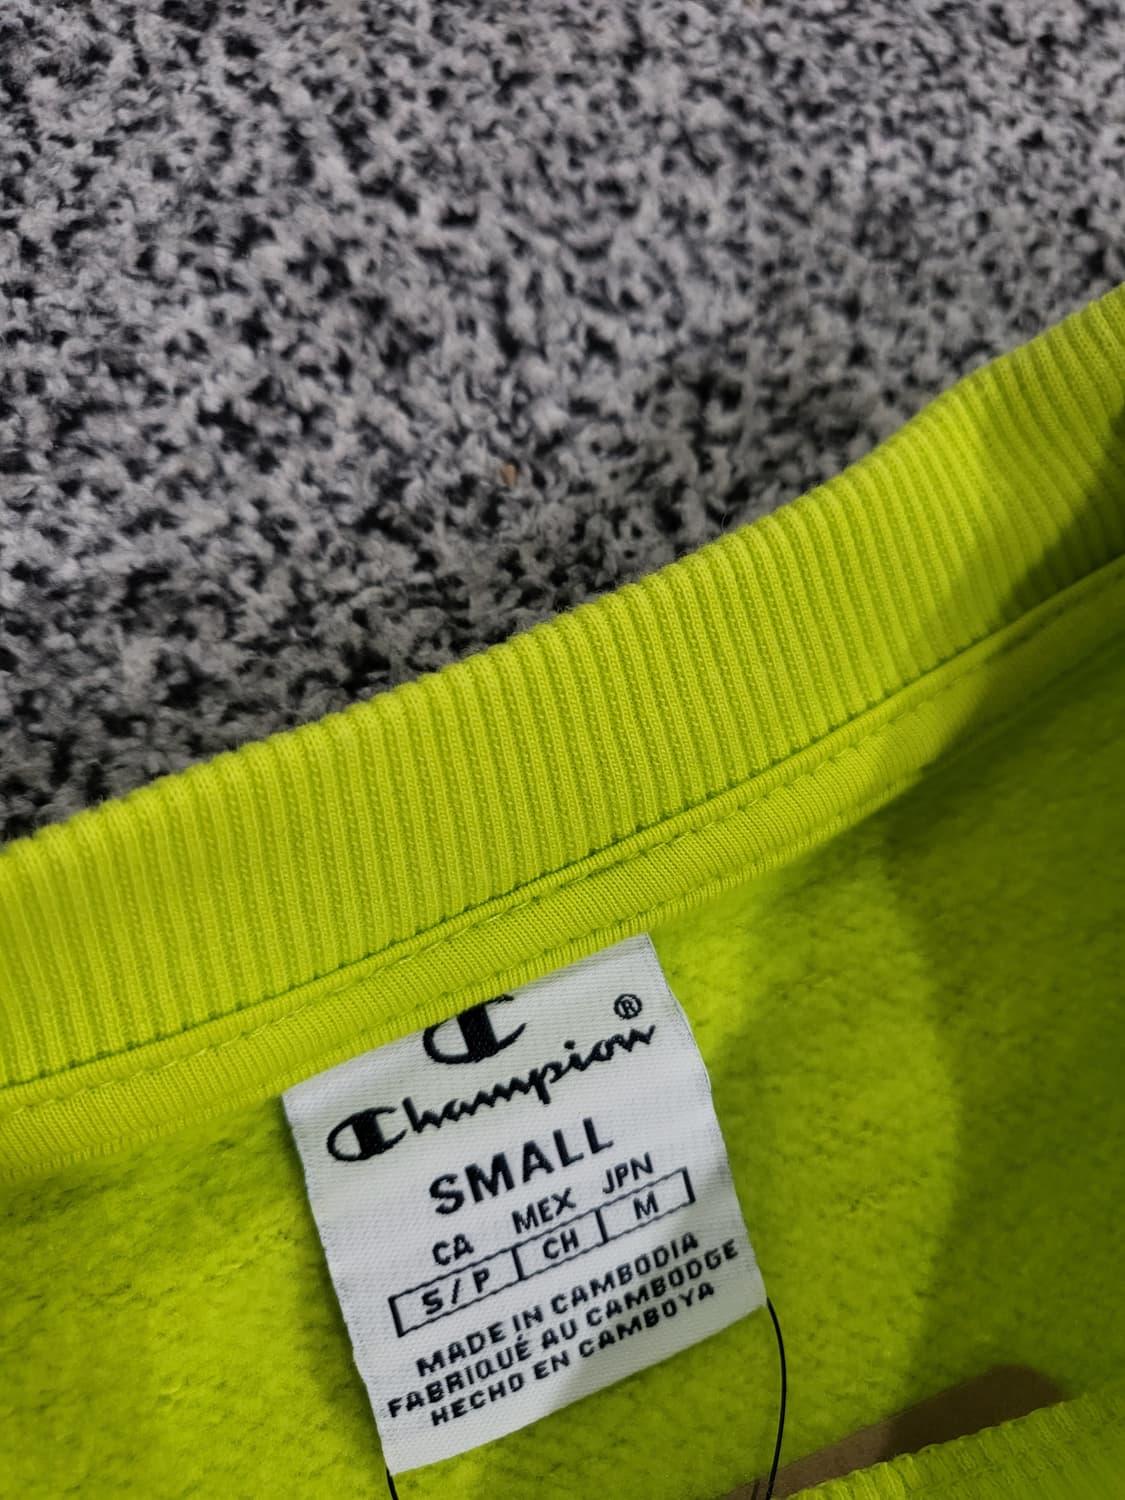 Champion®
SMALL
CA MEX JPN
S/P CH M
MADE IN CAMBODIA
FABRIQUÉ AU CAMBODGE
HECHO EN CAMBOYA